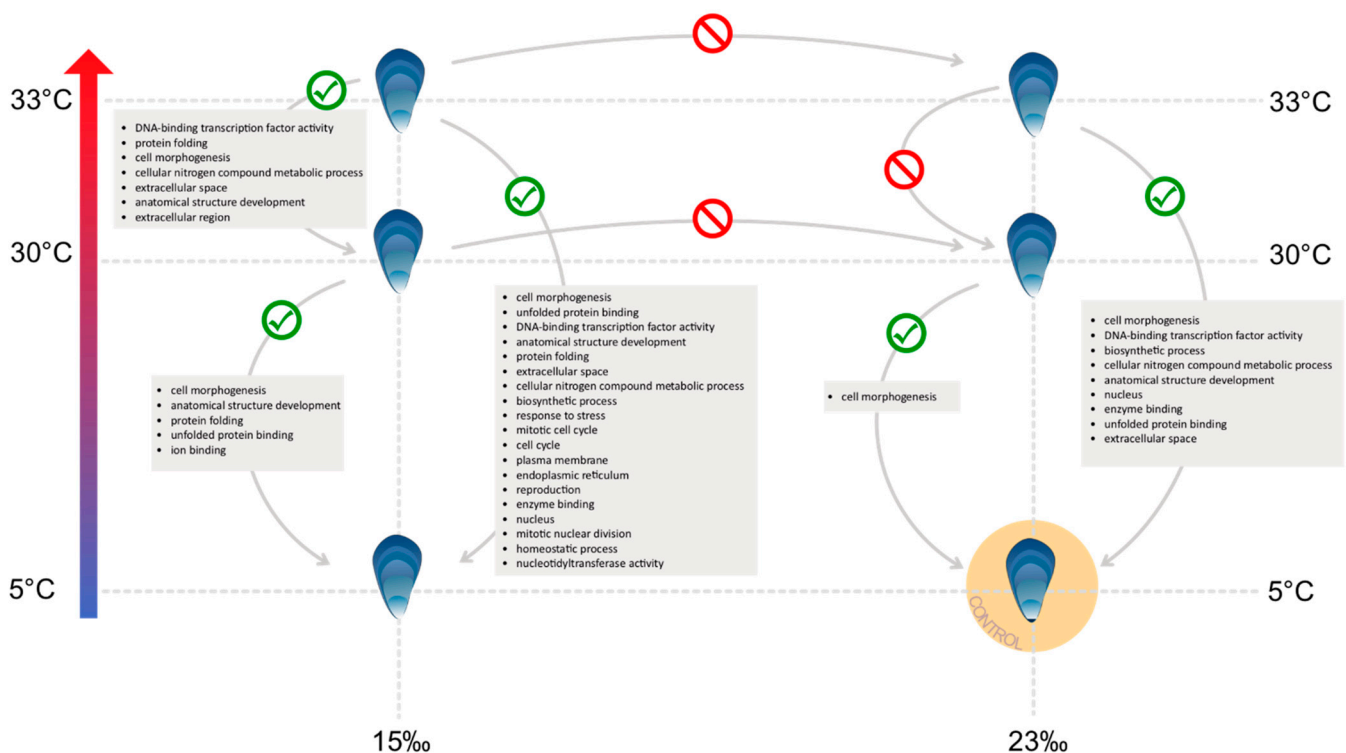 33°C
33°C
• DNA-binding transcription factor activity
• protein folding
• cell morphogenesis
• cellular nitrogen compound metabolic process
• extracellular space
• anatomical structure development
• extracellular region
30°C
30°C
• cell morphogenesis
• unfolded protein binding
• DNA-binding transcription factor activity
• anatomical structure development
• protein folding
• extracellular space
• cellular nitrogen compound metabolic process
• biosynthetic process
• response to stress
• mitotic cell cycle
• cell cycle
• plasma membrane
• endoplasmic reticulum
• reproduction
• enzyme binding
• nucleus
• mitotic nuclear division
• homeostatic process
• nucleotidyltransferase activity
• cell morphogenesis
• DNA-binding transcription factor activity
• biosynthetic process
• cellular nitrogen compound metabolic process
• anatomical structure development
• nucleus
• enzyme binding
• unfolded protein binding
• extracellular space
• cell morphogenesis
• anatomical structure development
• protein folding
• unfolded protein binding
• ion binding
• cell morphogenesis
5°C
5°C
CONTROL
15‰
23‰